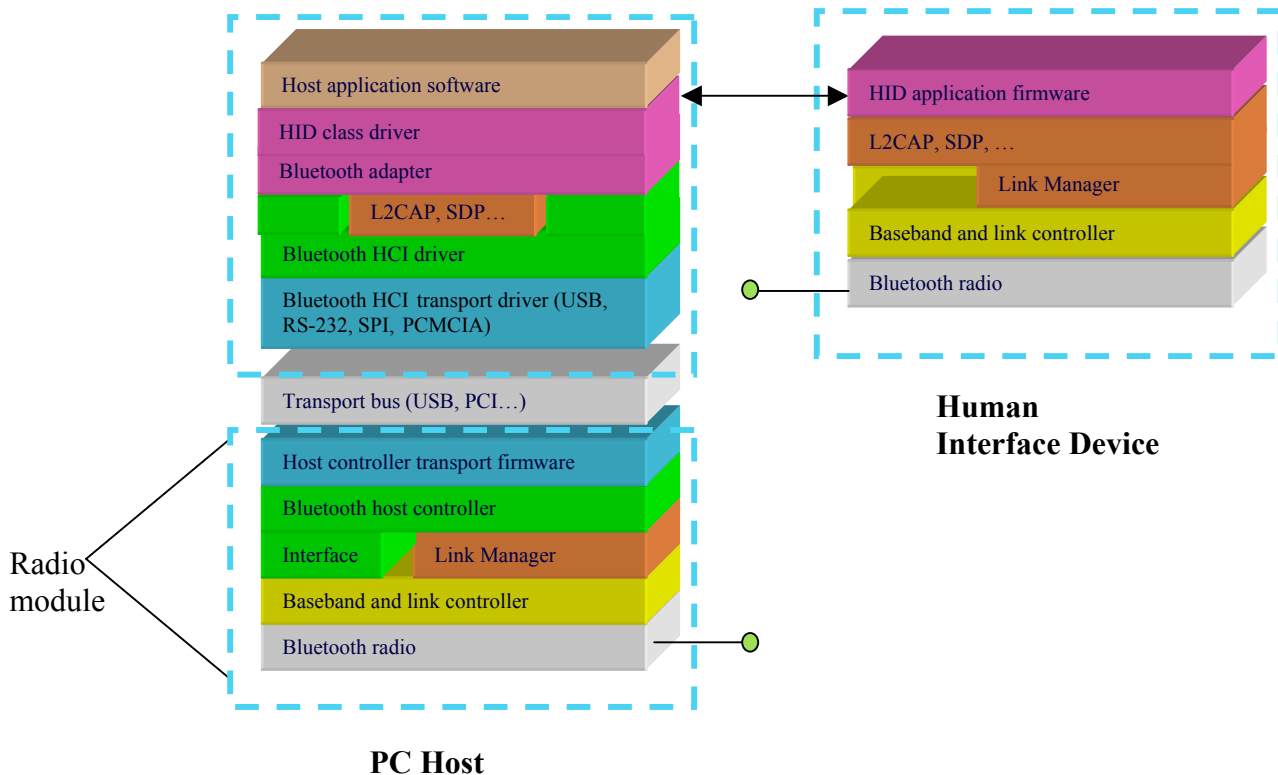 Host application software
HID class driver
Bluetooth adapter
L2CAP, SDP…
Bluetooth HCI driver
Bluetooth HCI transport driver (USB,
RS-232, SPI, PCMCIA)
Transport bus (USB, PCI…)
Host controller transport firmware
Bluetooth host controller
Interface
Link Manager
Baseband and link controller
Bluetooth radio
Radio
module
PC Host
HID application firmware
L2CAP, SDP, …
Link Manager
Baseband and link controller
Bluetooth radio
Human
Interface Device